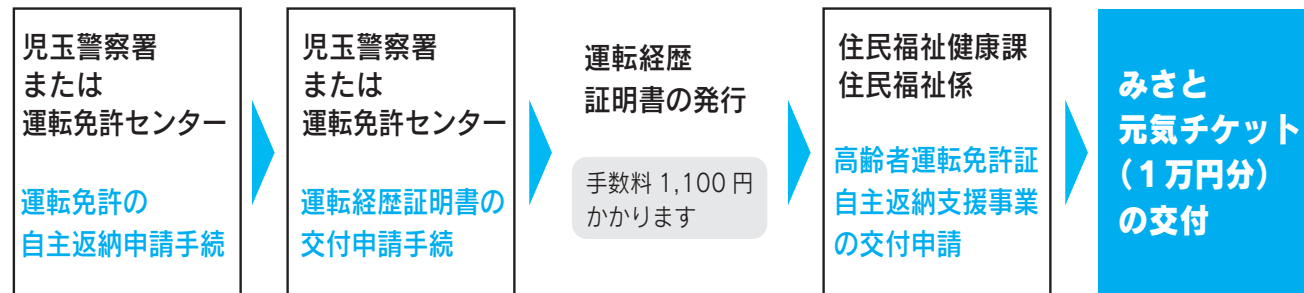 児玉警察署
または
運転免許センター
運転免許の
自主返納申請手続
児玉警察署
または
運転免許センター
運転経歴証明書の
交付申請手続
運転経歴
証明書の発行
手数料 1,100 円
かかります
住民福祉健康課
住民福祉係
高齢者運転免許証
自主返納支援事業
の交付申請
みさと
元気チケット
（１万円分）
の交付